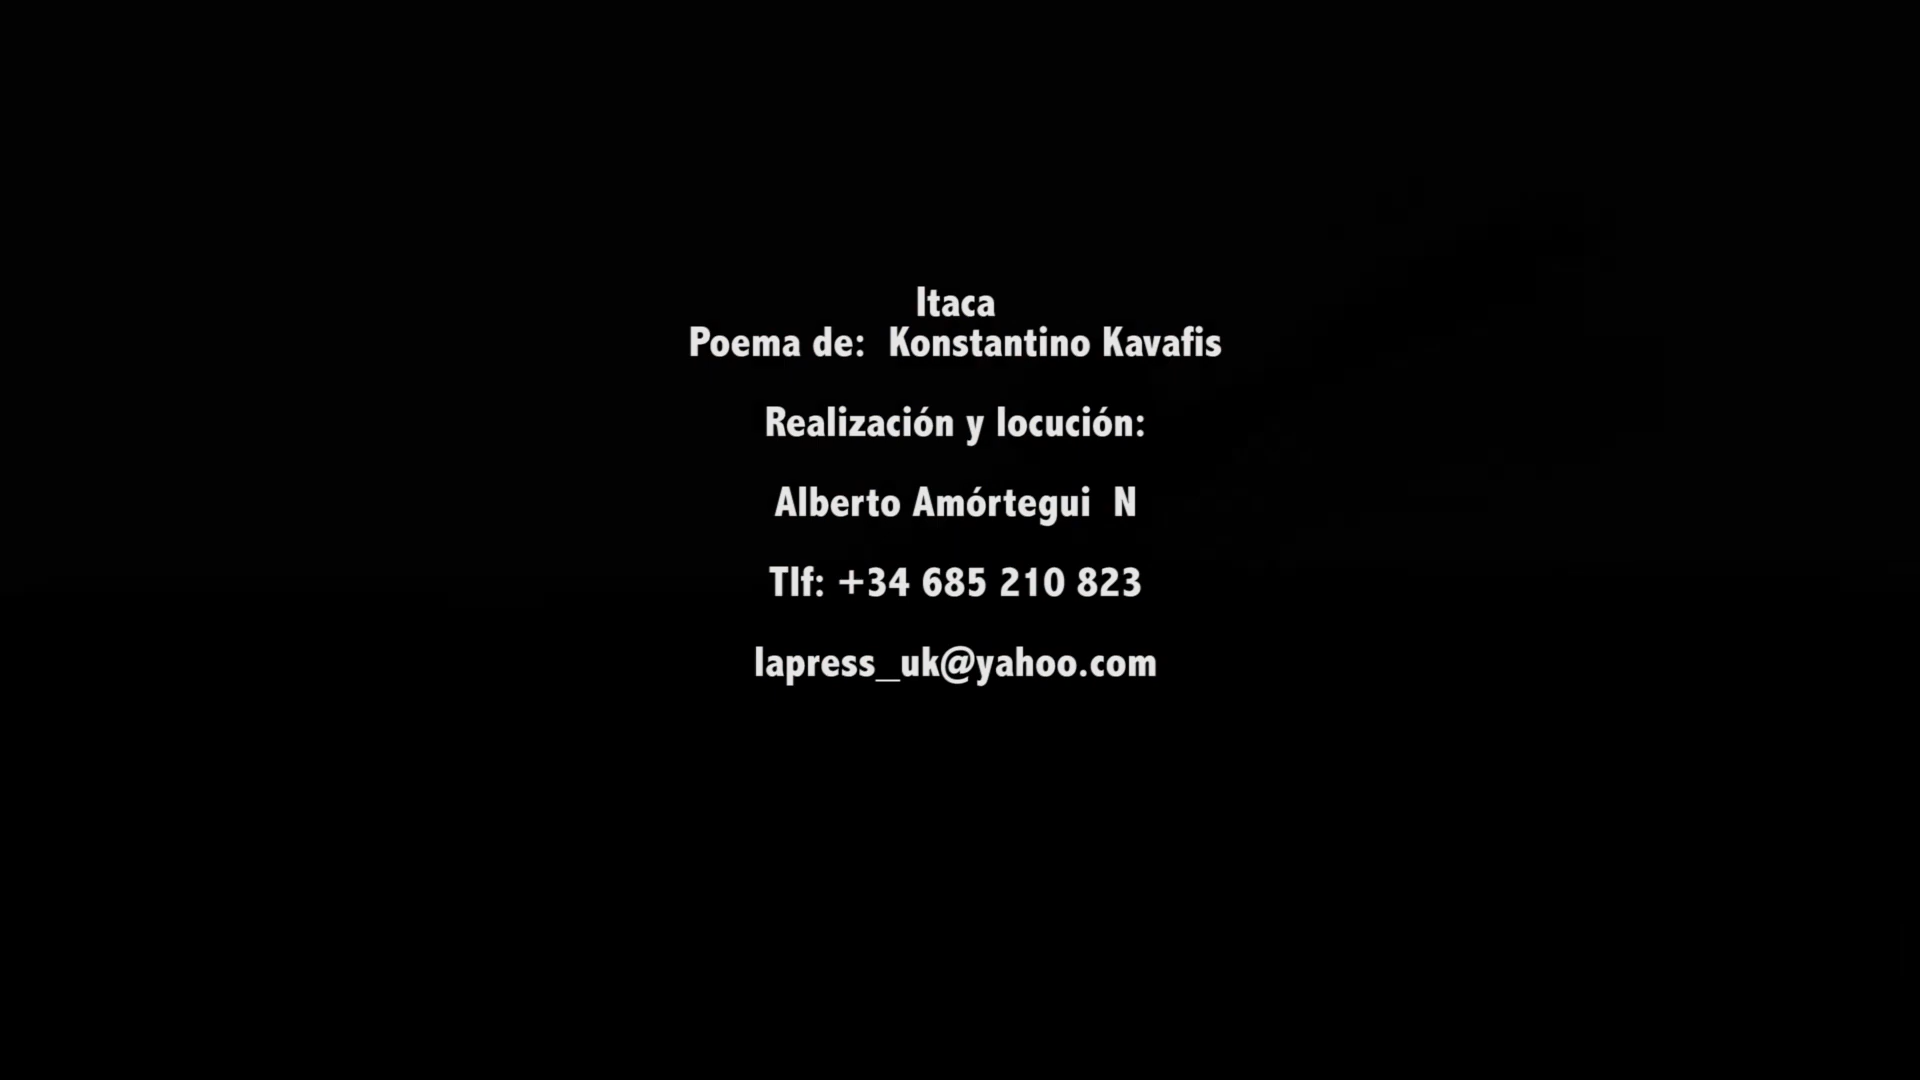 Itaca
Poema de:  Konstantino Kavafis
Realización y locución:
Alberto Amórtegui  N
Tlf: +34 685 210 823
lapress_uk@yahoo.com